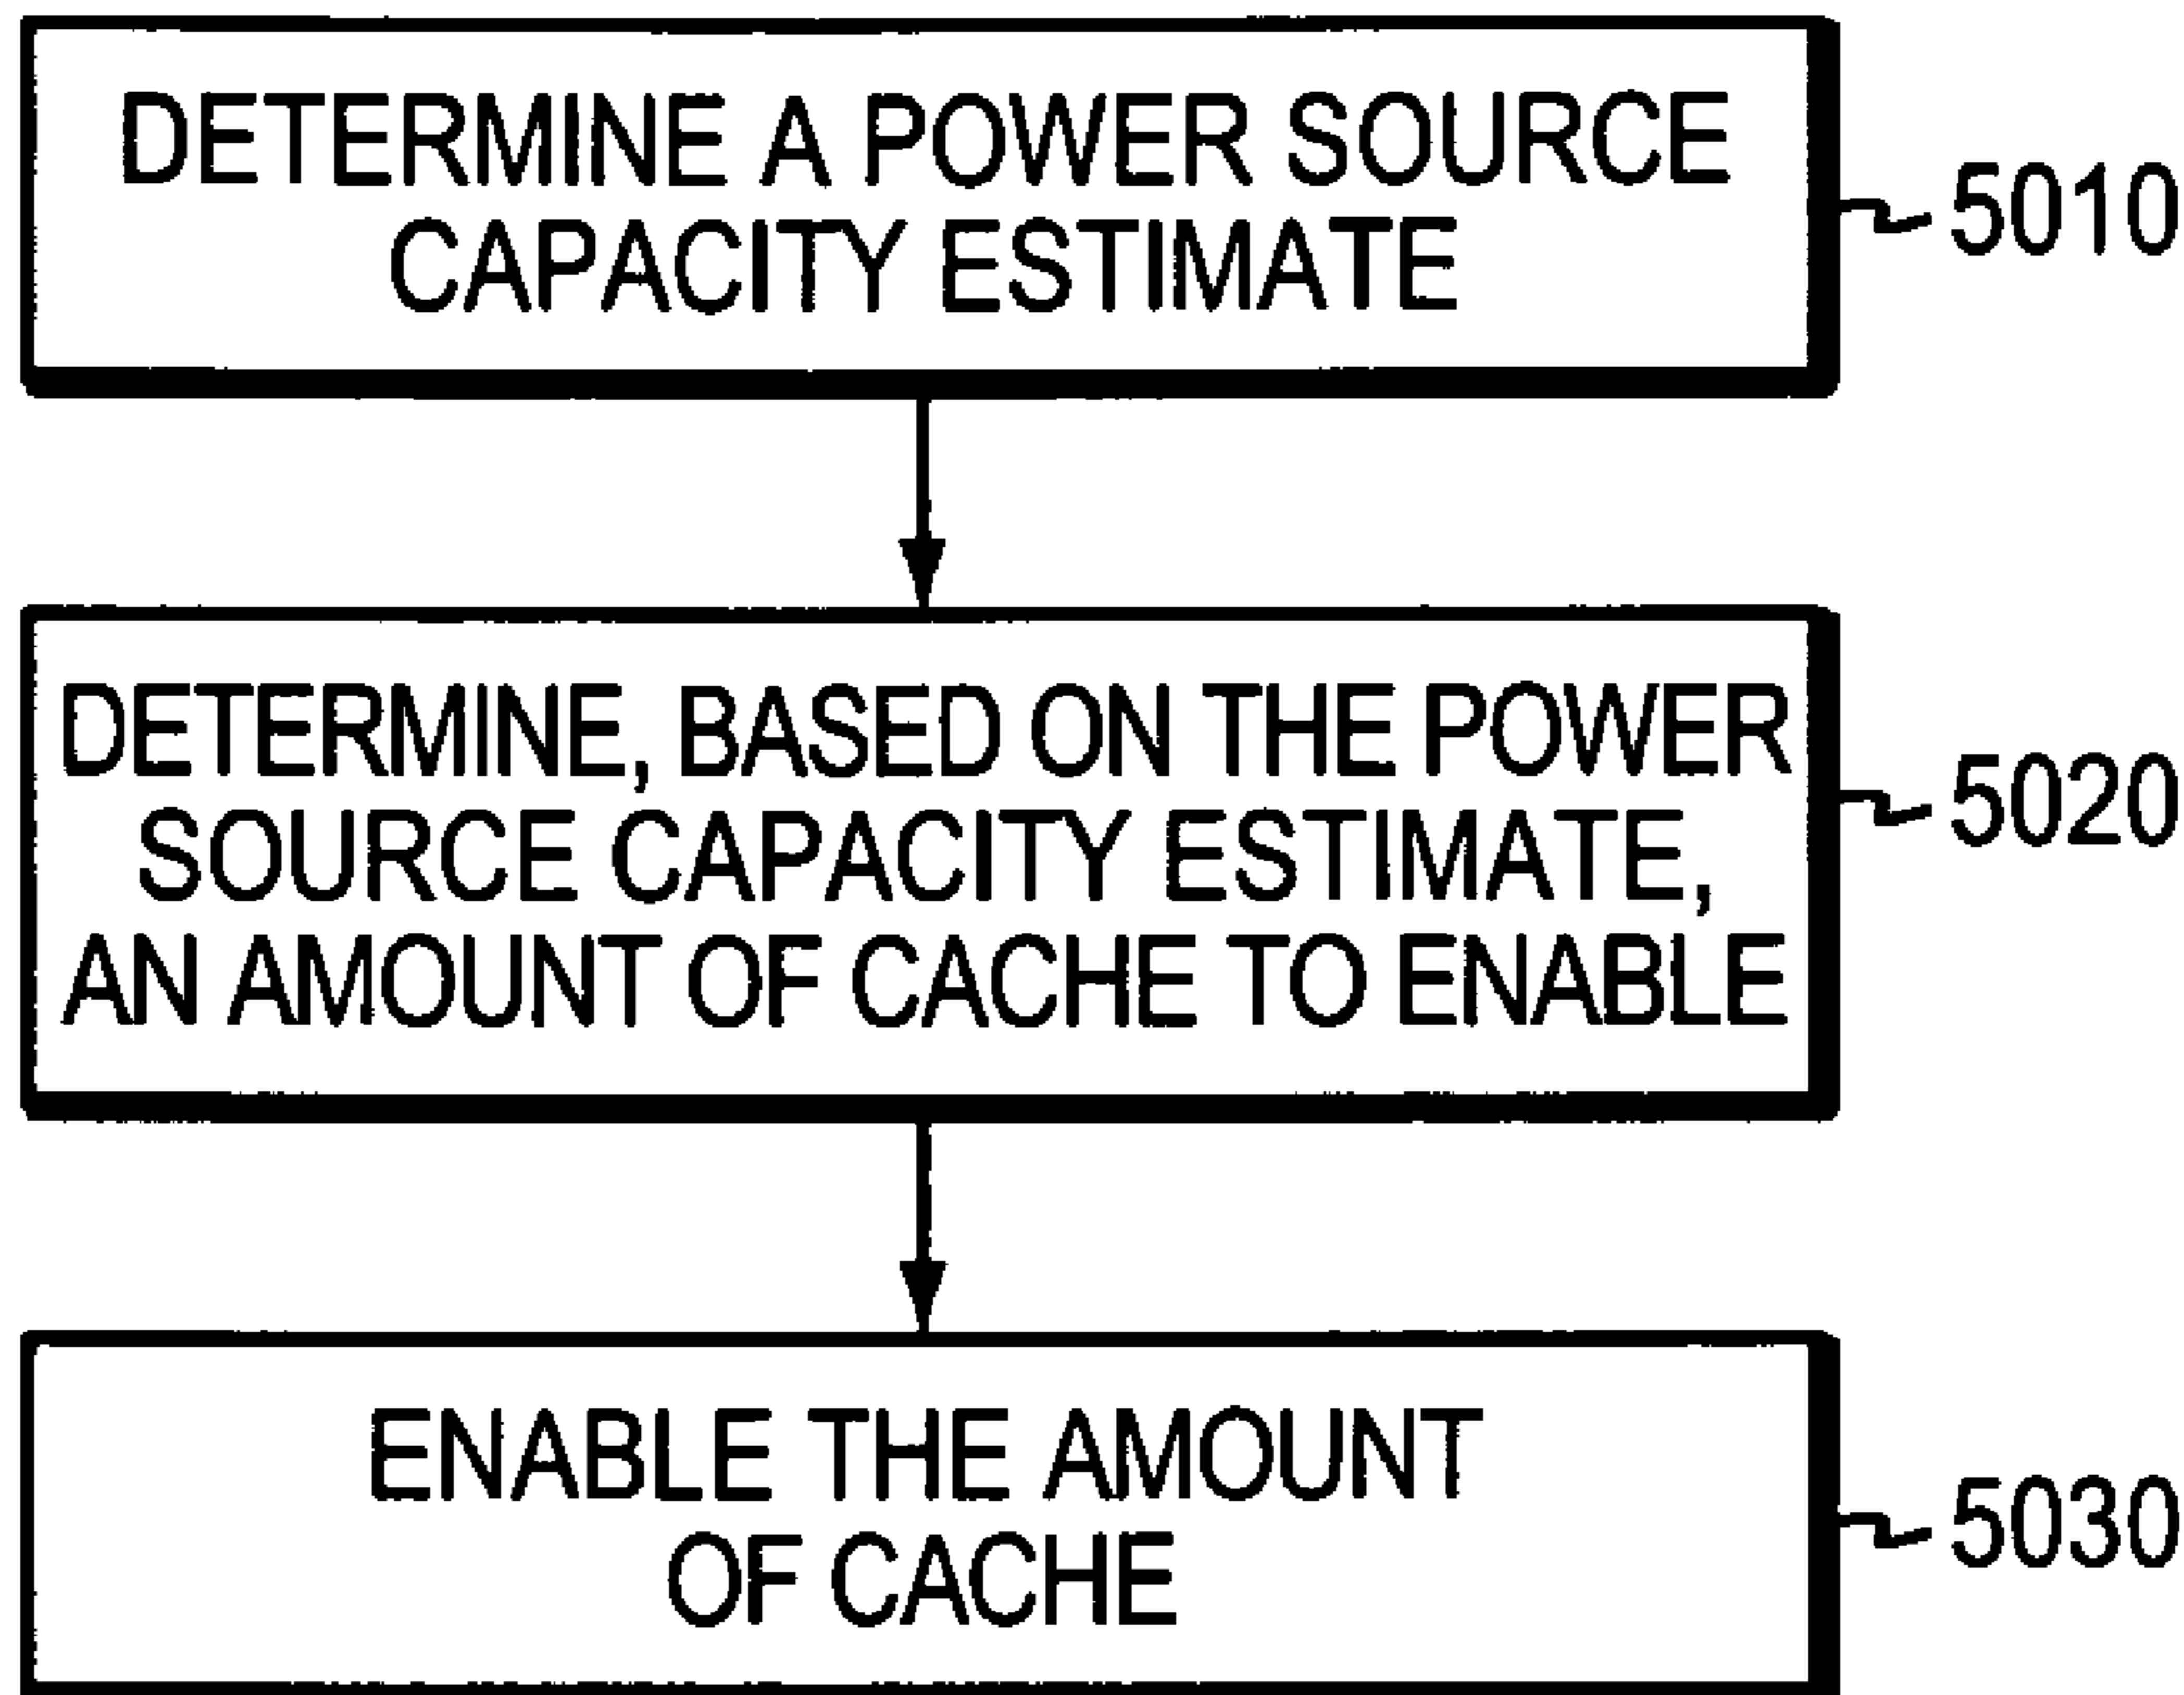 DETERMINE A POWER SOURCE
CAPACITY ESTIMATE
5010
DETERMINE, BASED ON THE POWER
SOURCE CAPACITY ESTIMATE,
AN AMOUNT OF CACHE TO ENABLE
5020
ENABLE THE AMOUNT
OF CACHE
5030